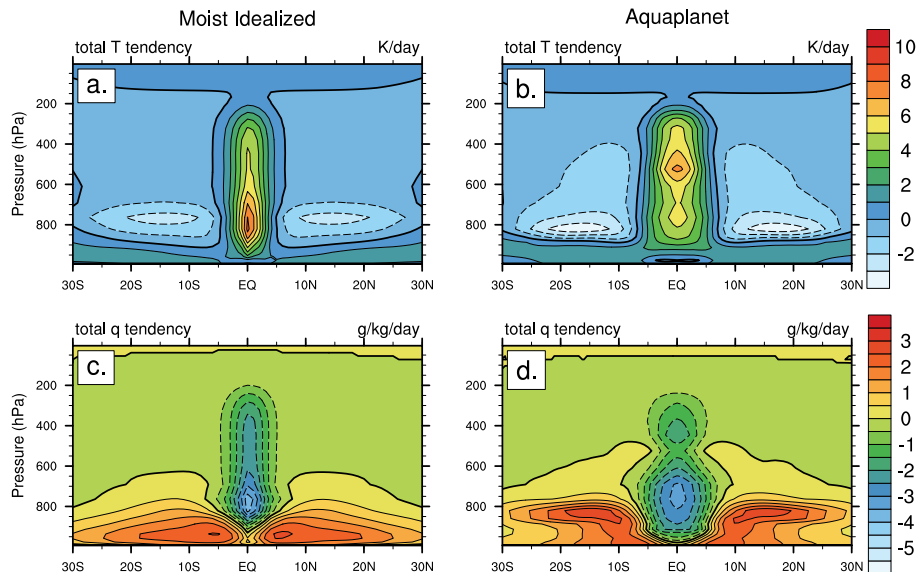 Moist Idealized
Aquaplanet
total T tendency
K/day
total T tendency
K/day
a.
b.
Pressure (hPa)
200
400
600
800
30S
20S
10S
EQ
10N
20N
30N
200
400
600
800
30S
20S
10S
EQ
10N
20N
30N
10
8
6
4
2
0
-2
total q tendency
g/kg/day
total q tendency
g/kg/day
c.
d.
Pressure (hPa)
200
400
600
800
30S
20S
10S
EQ
10N
20N
30N
200
400
600
800
30S
20S
10S
EQ
10N
20N
30N
3
2
1
0
-1
-2
-3
-4
-5